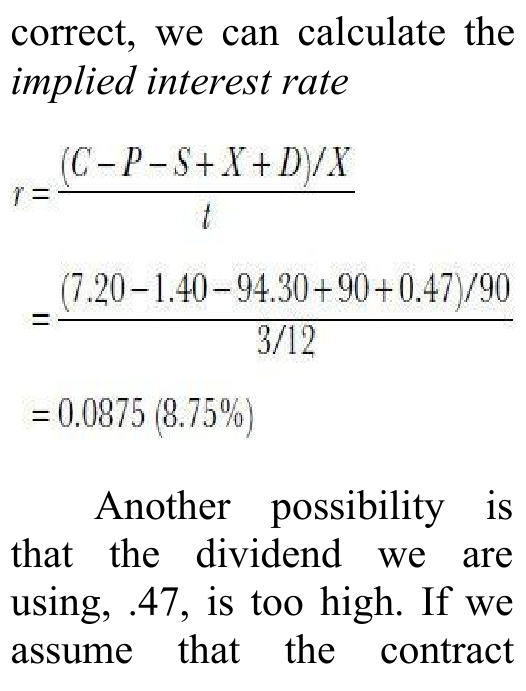 correct, we can calculate the
implied interest rate
r = (C – P – S + X + D)/X
t
= (7.20 – 1.40 – 94.30 + 90 + 0.47)/90
3/12
= 0.0875 (8.75%)
Another possibility is
that the dividend we are
using, .47, is too high. If we
assume that the contract